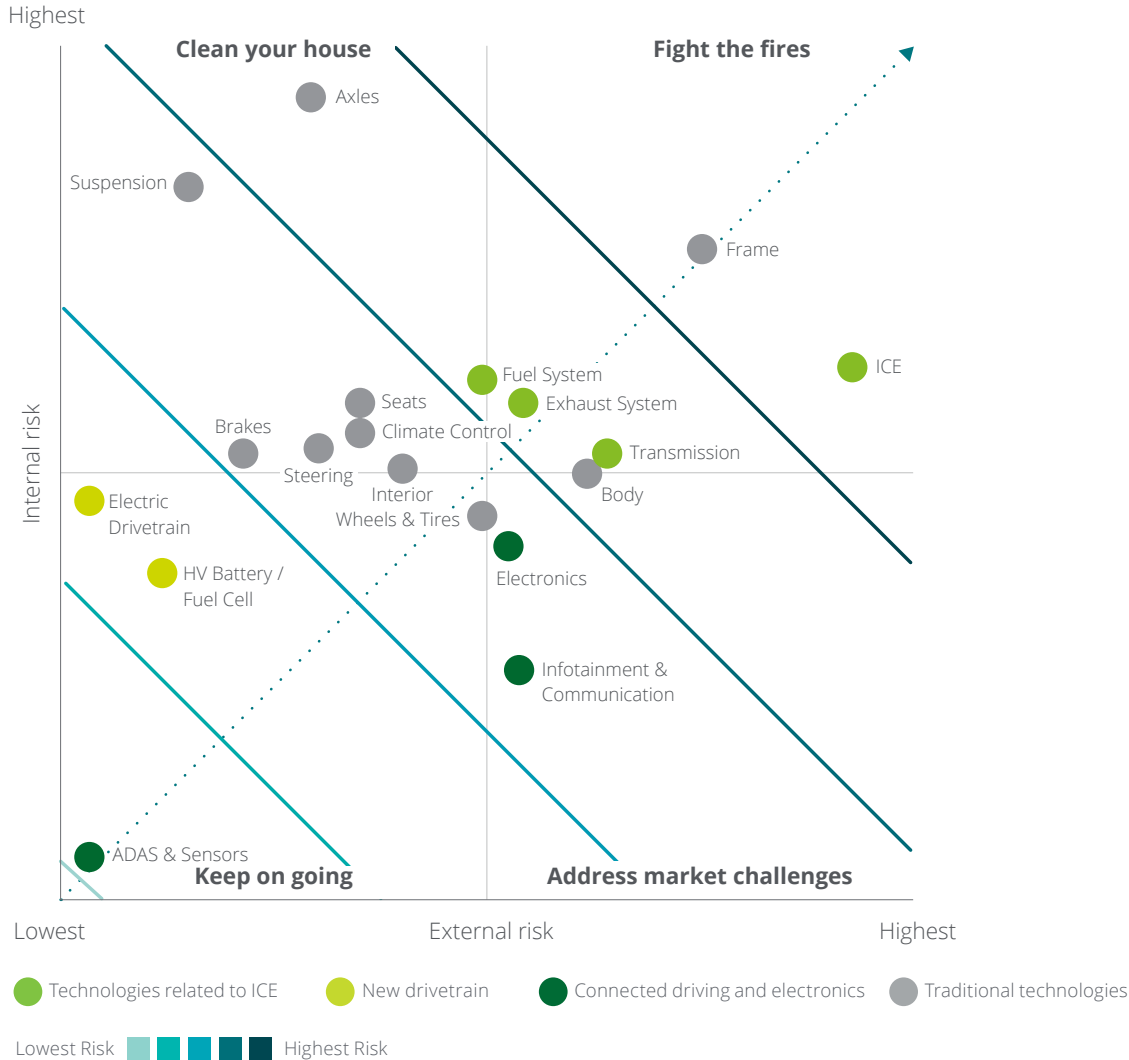 Highest
Clean your house
Fight the fires
Axles
Suspension
Frame
ICE
Fuel System
Exhaust System
Seats
Climate Control
Brakes
Steering
Transmission
Internal risk
Interior
Body
Wheels & Tires
Electric
Drivetrain
HV Battery /
Fuel Cell
Electronics
Infotainment &
Communication
ADAS & Sensors
Keep on going
Address market challenges
Lowest
External risk
Highest
Technologies related to ICE
New drivetrain
Connected driving and electronics
Traditional technologies
Lowest Risk
Highest Risk